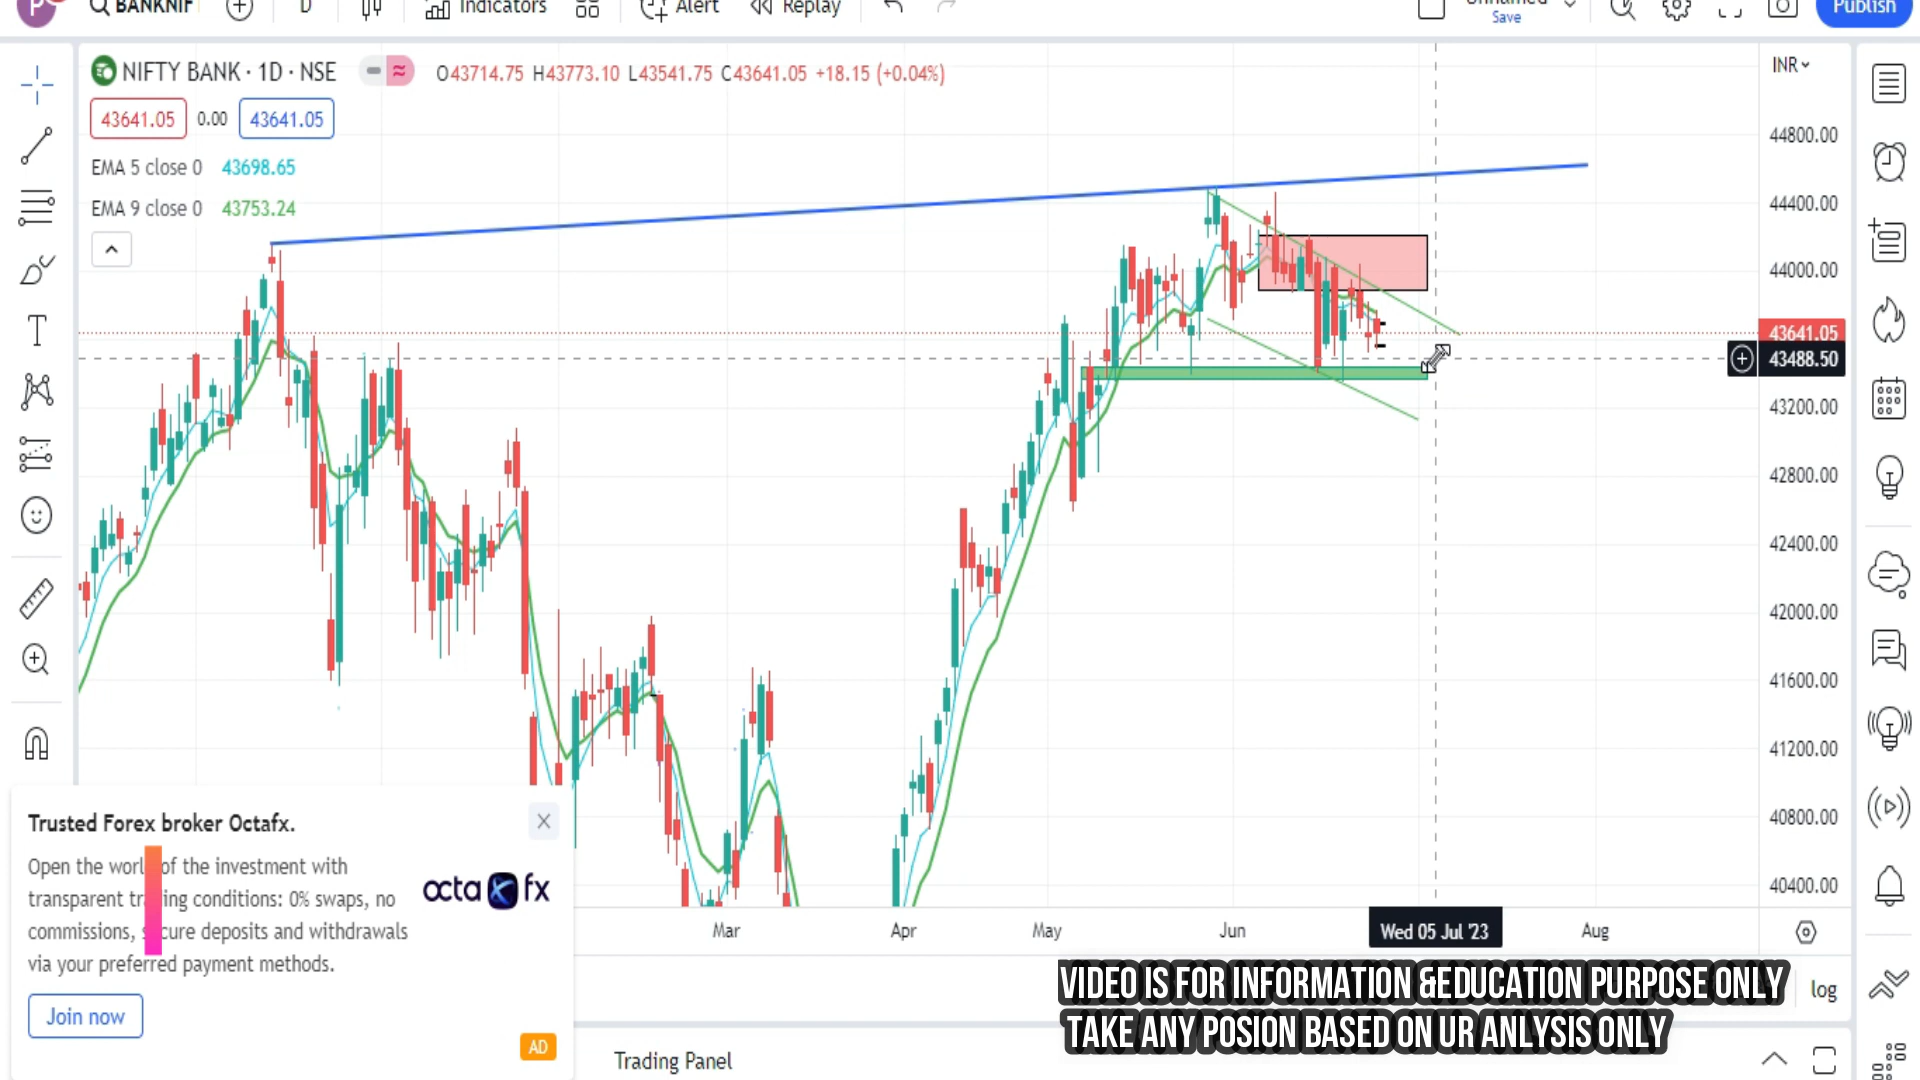 P BANKNIF D Indicators Alert Replay Save Publish
NIFTY BANK · 1D · NSE O43714.75 H43773.10 L43541.75 C43641.05 +18.15 (+0.04%) INR
43641.05 0.00 43641.05
EMA 5 close 0 43698.65
EMA 9 close 0 43753.24
44800.00
44400.00
44000.00
43641.05
43488.50
43200.00
42800.00
42400.00
42000.00
41600.00
41200.00
40800.00
40400.00
Mar Apr May Jun Wed 05 Jul '23 Aug
Trusted Forex broker Octafx.
Open the world of the investment with
transparent trading conditions: 0% swaps, no
commissions, secure deposits and withdrawals
via your preferred payment methods.
octa fx
Join now
AD
VIDEO IS FOR INFORMATION &EDUCATION PURPOSE ONLY
TAKE ANY POSION BASED ON UR ANLYSIS ONLY
log
Trading Panel